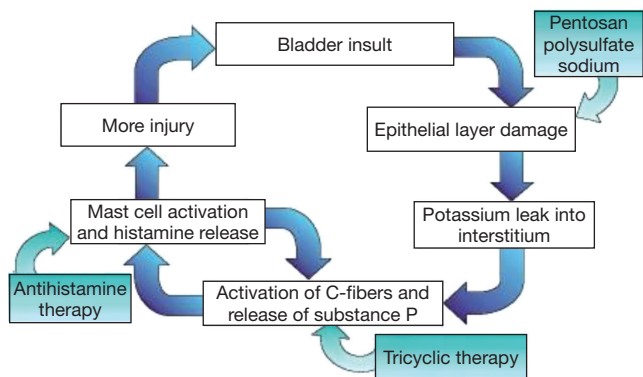 Bladder insult
Pentosan
polysulfate
sodium
More injury
Epithelial layer damage
Mast cell activation
and histamine release
Potassium leak into
interstitium
Antihistamine
therapy
Activation of C-fibers and
release of substance P
Tricyclic therapy